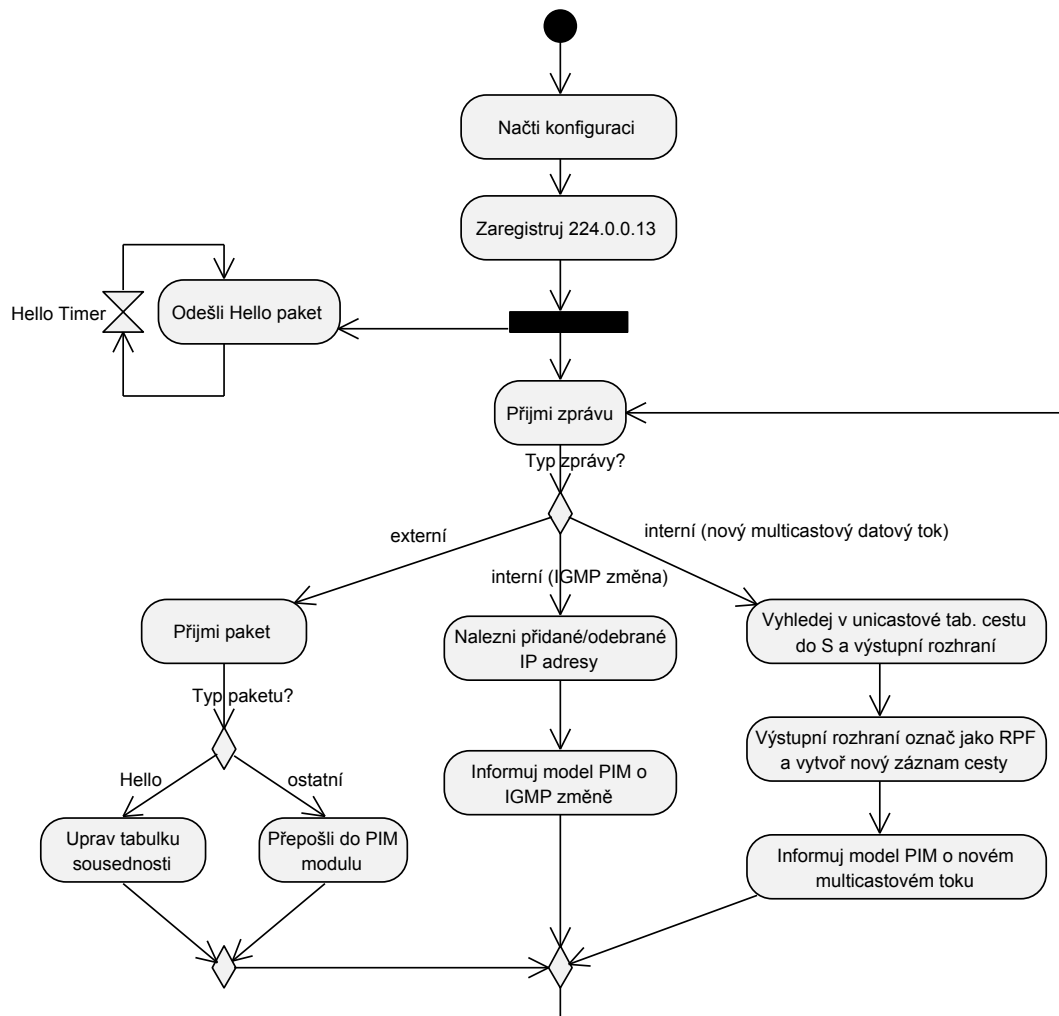 Načti konfiguraci
Zaregistruj 224.0.0.13
Hello Timer
Odešli Hello paket
Přijmi zprávu
Typ zprávy?
externí
interní (nový multicastový datový tok)
interní (IGMP změna)
Přijmi paket
Nalezni přidané/odebrané
IP adresy
Vyhledej v unicastové tab. cestu
do S a výstupní rozhraní
Typ paketu?
Výstupní rozhraní označ jako RPF
a vytvoř nový záznam cesty
Hello
ostatní
Informuj model PIM o
IGMP změně
Uprav tabulku
sousednosti
Přepošli do PIM
modulu
Informuj model PIM o novém
multicastovém toku